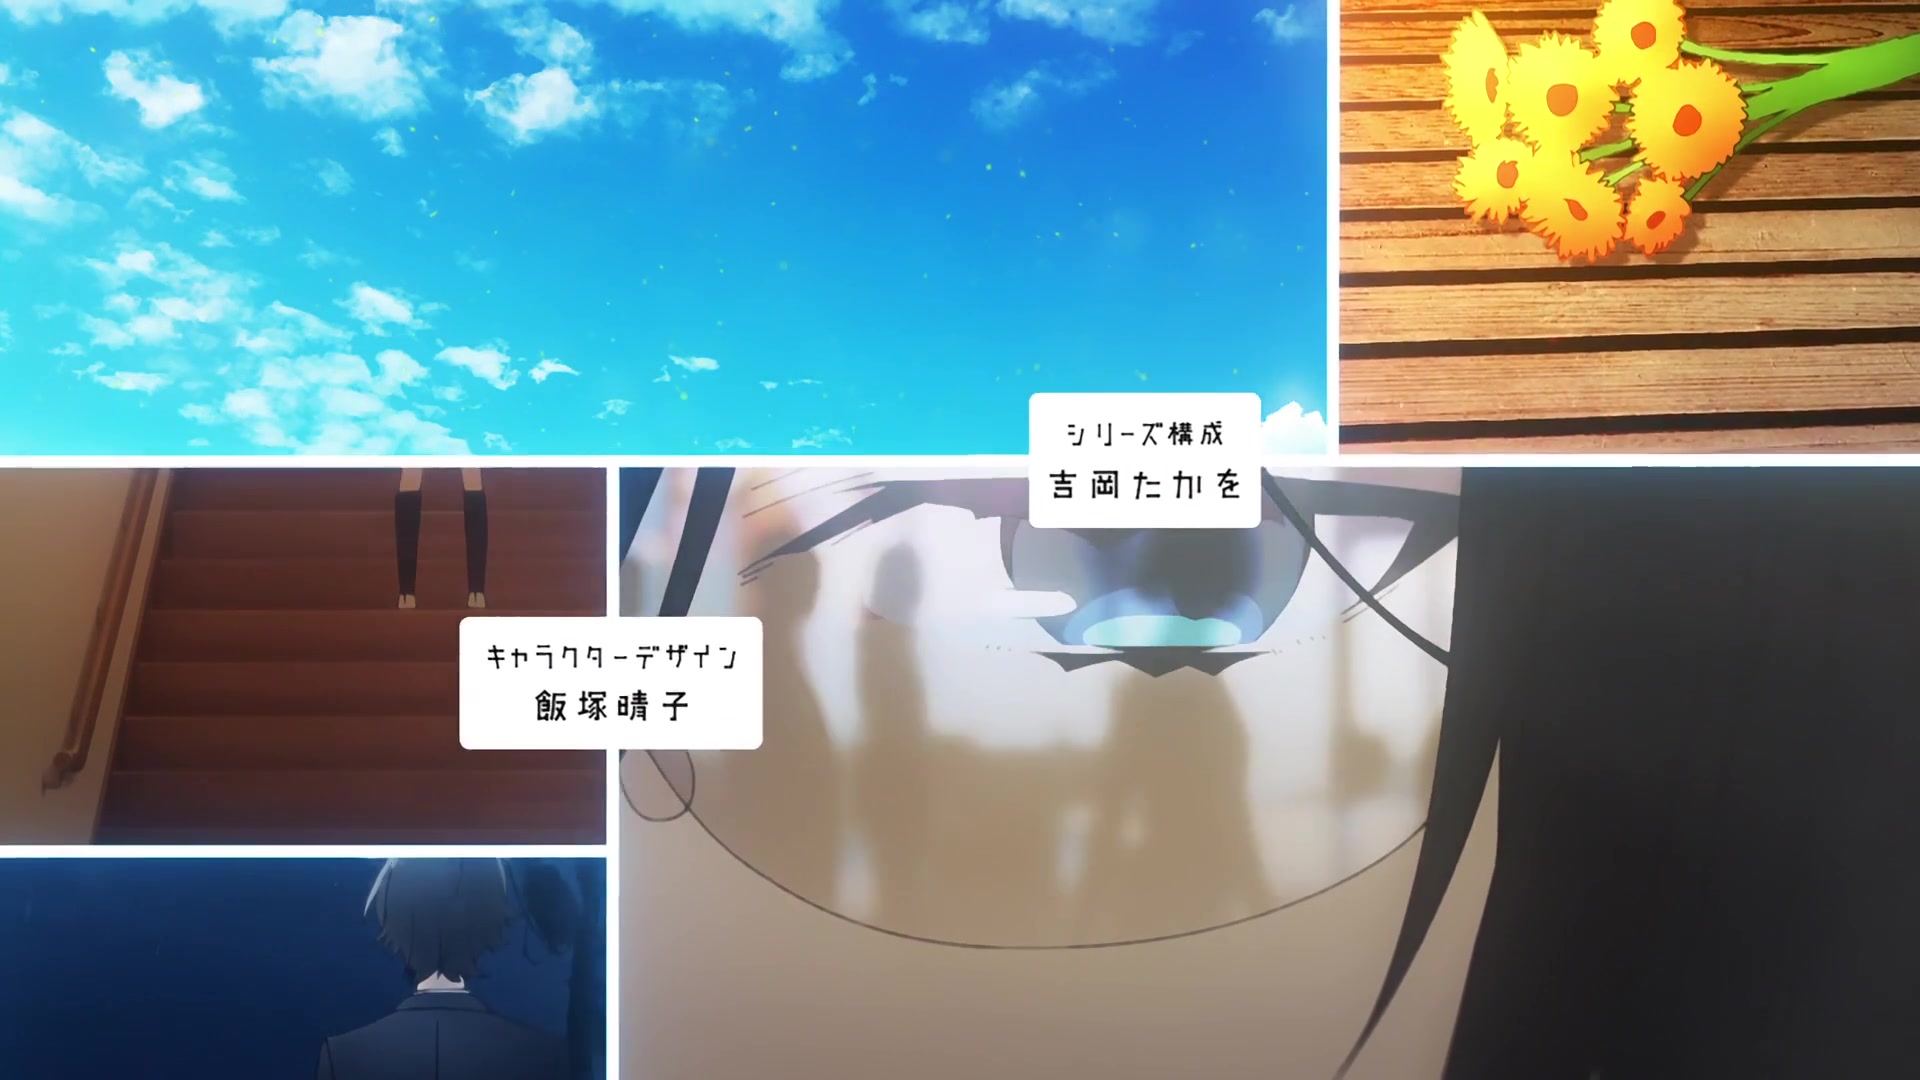 シリーズ構成
吉岡たかを
キャラクターデザイン
飯塚晴子